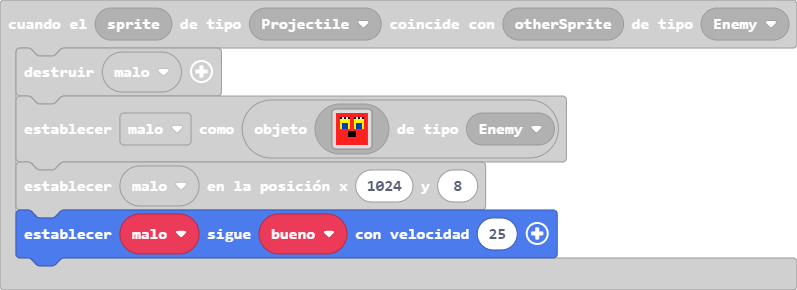 cuando el sprite de tipo Projectile coincide con otherSprite de tipo Enemy
destruir malo
establecer malo como objeto de tipo Enemy
establecer malo en la posición x 1024 y 8
establecer malo sigue bueno con velocidad 25